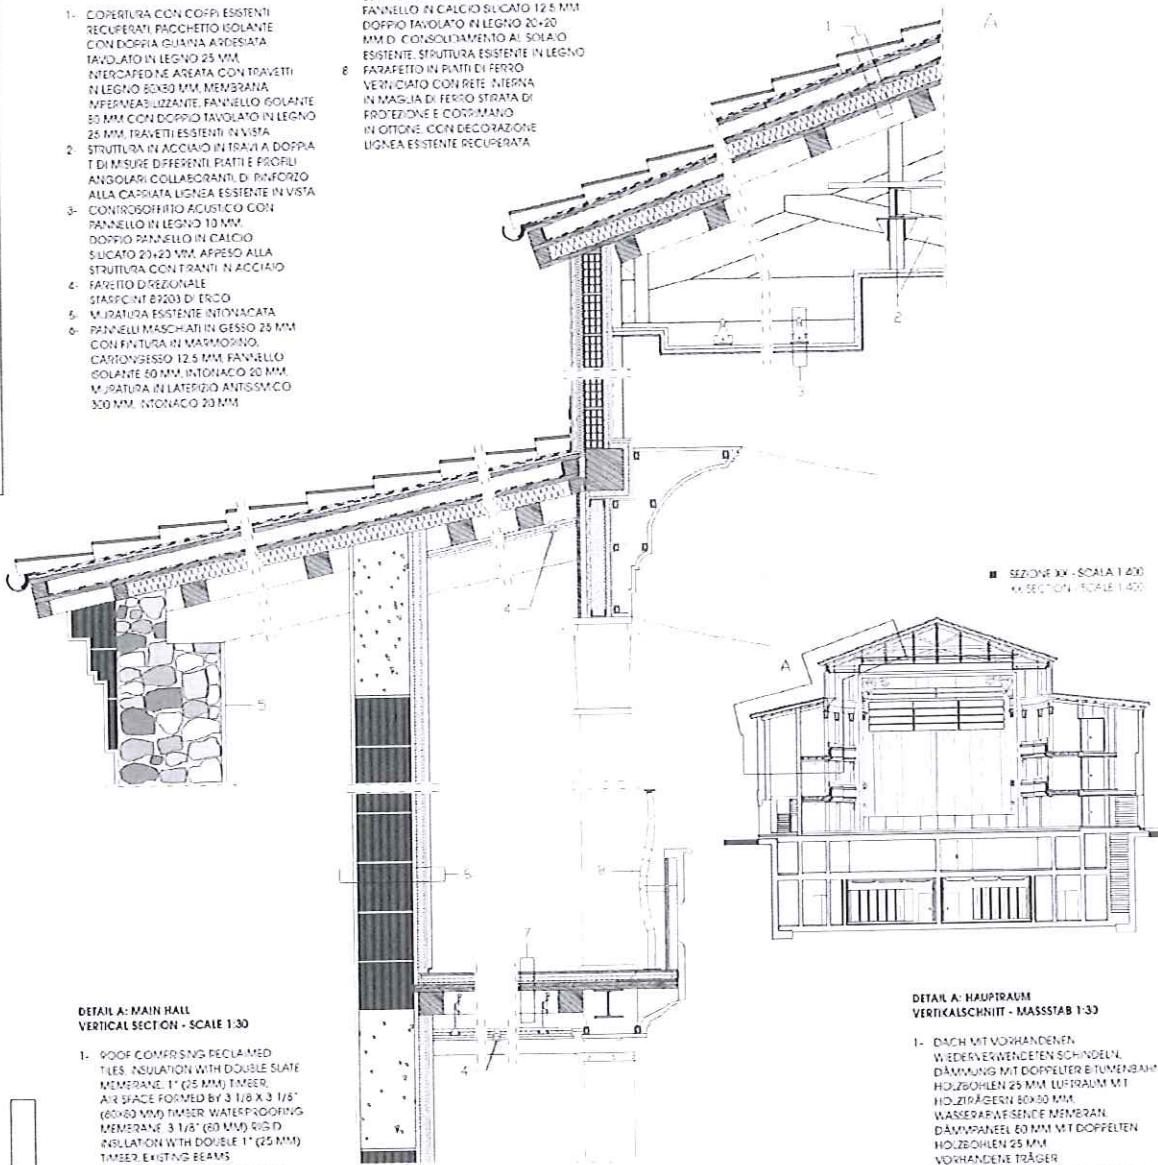 1- COPERTURA CON COPPI ESISTENTI
RECUPERATI, PACCHETTO ISOLANTE
CON DOPPIA GUAINA ARDESIATA
TAVOLATO IN LEGNO 25 MM,
INTERCAPEDINE AREATA CON TRAVETTI
IN LEGNO 80X80 MM, MEMBRANA
IMPERMEABILIZZANTE, PANNELLO ISOLANTE
80 MM CON DOPPIO TAVOLATO IN LEGNO
25 MM, TRAVETTI ESISTENTI IN VISTA
2- STRUTTURA IN ACCIAIO IN TRAVI A DOPPIA
T DI MISURE DIFFERENTI, PIATTI E PROFILI
ANGOLARI COLLABORANTI, DI RINFORZO
ALLA CAPRIATA LIGNEA ESISTENTE IN VISTA
3- CONTROSOFFITTO ACUSTICO CON
PANNELLO IN LEGNO 10 MM,
DOPPIO PANNELLO IN CALCIO
SILICATO 20+20 MM, APPESO ALLA
STRUTTURA CON TIRANTI IN ACCIAIO
4- FARETTO DIREZIONALE
STARPOINT 89203 DI ERCO
5- MURATURA ESISTENTE INTONACATA
6- PANNELLI MASCHIATI IN GESSO 25 MM
CON FINITURA IN MARMORINO,
CARTONGESSO 12.5 MM, PANNELLO
ISOLANTE 50 MM, INTONACO 20 MM,
MURATURA IN LATERIZIO ANTISISMICO
300 MM, INTONACO 20 MM
PANNELLO IN CALCIO SILICATO 12.5 MM
DOPPIO TAVOLATO IN LEGNO 20+20
MM DI CONSOLIDAMENTO AL SOLAIO
ESISTENTE, STRUTTURA ESISTENTE IN LEGNO
8 PARAPETTO IN PIATTI DI FERRO
VERNICIATO CON RETE INTERNA
IN MAGLIA DI FERRO STIRATA DI
PROTEZIONE E CORRIMANO
IN OTTONE, CON DECORAZIONE
LIGNEA ESISTENTE RECUPERATA
1
A
2
3
4
5
6
7
8
4
SEZIONE XX - SCALA 1:400
XX SECTION - SCALE 1:400
A
DETAIL A: MAIN HALL
VERTICAL SECTION - SCALE 1:30
1- ROOF COMPRISING RECLAIMED
TILES, INSULATION WITH DOUBLE SLATE
MEMBRANE, 1" (25 MM) TIMBER,
AIR SPACE FORMED BY 3 1/8 X 3 1/8"
(80X80 MM) TIMBER, WATERPROOFING
MEMBRANE, 3 1/8" (80 MM) RIGID
INSULATION WITH DOUBLE 1" (25 MM)
TIMBER, EXISTING BEAMS
DETAIL A: HAUPTRAUM
VERTIKALSCHNITT - MASSSTAB 1:30
1- DACH MIT VORHANDENEN
WIEDERVERWENDETEN SCHINDELN,
DÄMMUNG MIT DOPPELTER BITUMENBAHN
HOLZBOHLEN 25 MM, LUFTRAUM MIT
HOLZTRÄGERN 80X80 MM,
WASSERABWEISENDE MEMBRAN,
DÄMMPANEEL 80 MM MIT DOPPELTEN
HOLZBOHLEN 25 MM
VORHANDENE TRÄGER